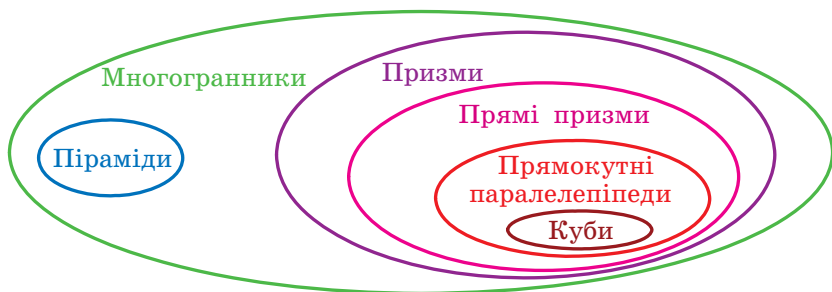 Многогранники
Призми
Прямі призми
Піраміди
Прямокутні
паралелепіпеди
Куби